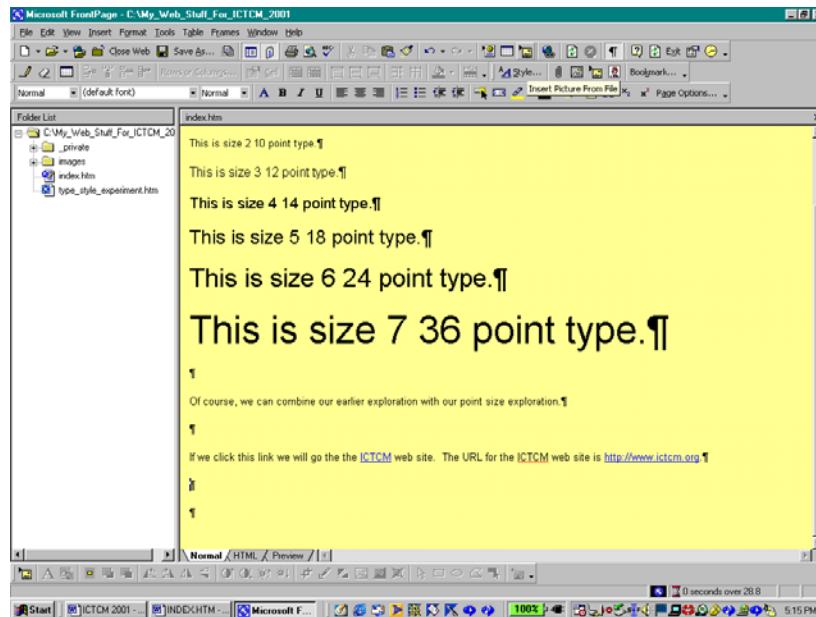 Microsoft FrontPage - C:\My_Web_Stuff_For_ICTCM_2001
File Edit View Insert Format Tools Table Frames Window Help
Close Web Save As... Exit
Rows or Columns... Cell Style... Bookmark...
Normal (default font) Normal A B I U Page Options...
Insert Picture From File
Folder List
C:\My_Web_Stuff_For_ICTCM_20
_private
images
index.htm
type_style_experiment.htm
index.htm
This is size 2 10 point type.¶
This is size 3 12 point type.¶
This is size 4 14 point type.¶
This is size 5 18 point type.¶
This is size 6 24 point type.¶
This is size 7 36 point type.¶
¶
Of course, we can combine our earlier exploration with our point size exploration.¶
¶
If we click this link we will go the the ICTCM web site. The URL for the ICTCM web site is http://www.ictcm.org.¶
¶
¶
Normal HTML Preview
0 seconds over 28.8
Start ICTCM 2001 - ... INDEX.HTM - ... Microsoft F... 100% 5:15 PM